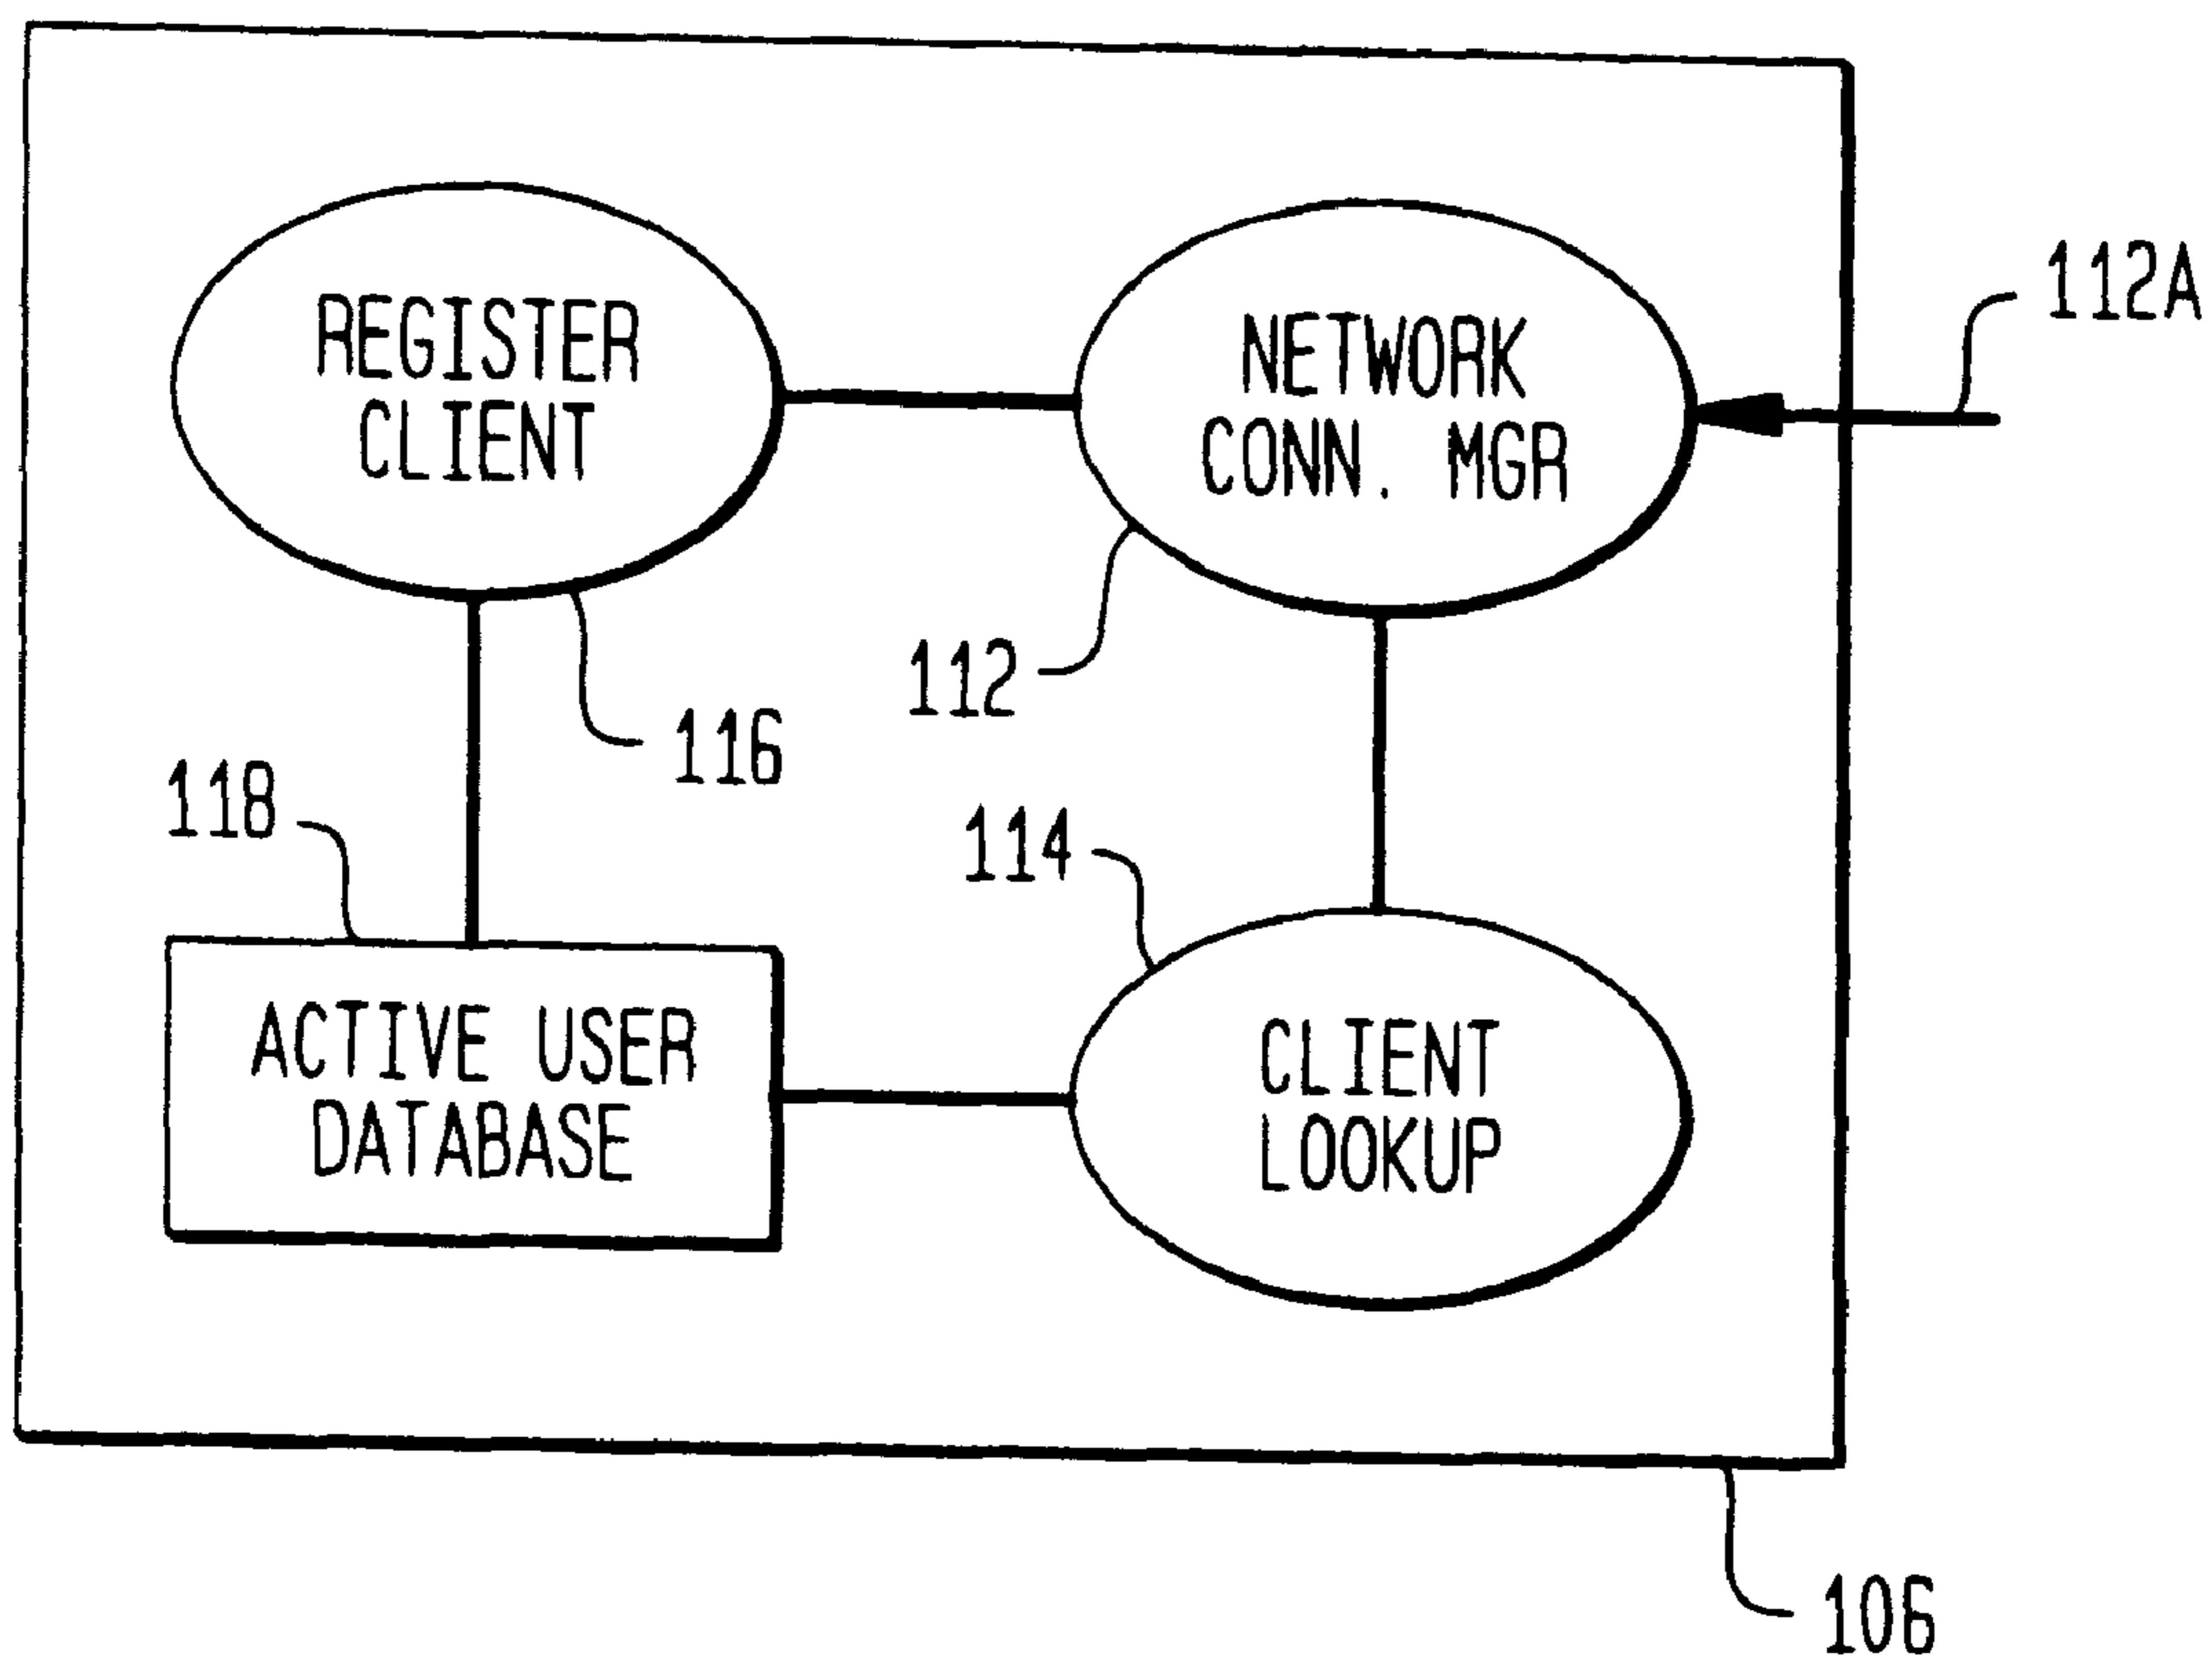 REGISTER
CLIENT
NETWORK
CONN. MGR
112A
112
116
118
114
ACTIVE USER
DATABASE
CLIENT
LOOKUP
106